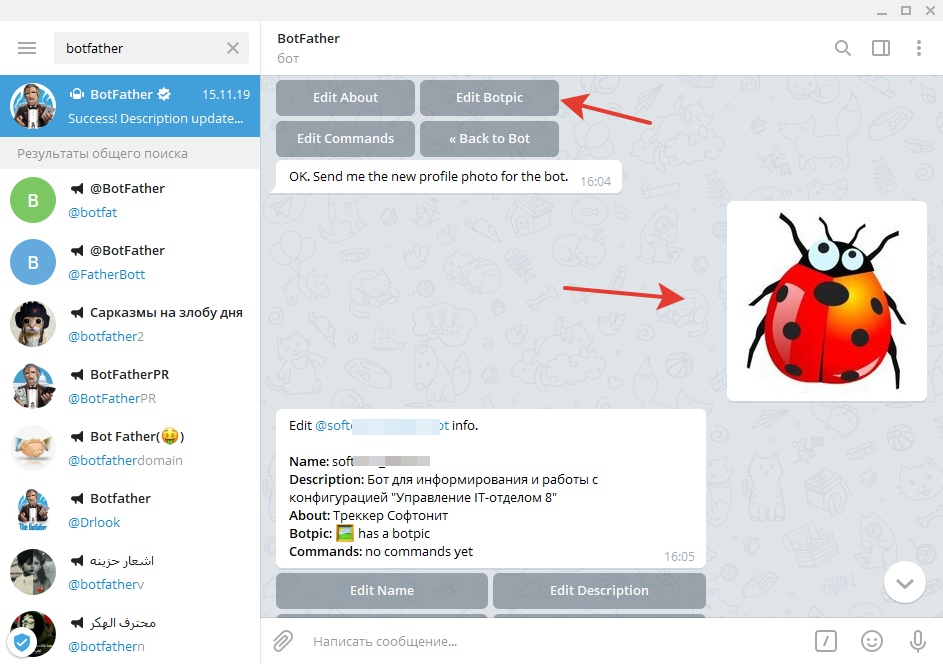 botfather
BotFather
бот
BotFather
15.11.19
Success! Description update...
Результаты общего поиска
B
@BotFather
@botfat
B
@BotFather
@FatherBott
Сарказмы на злобу дня
@botfather2
BotFatherPR
@BotFatherPR
Bot Father(🤑)
@botfatherdomain
Botfather
@Drlook
The Botfather
اشعار حزينه
@botfatherv
محترف الهكر
@botfathern
Edit About
Edit Botpic
Edit Commands
« Back to Bot
OK. Send me the new profile photo for the bot.
16:04
Edit @soft ot info.
Name: soft
Description: Бот для информирования и работы с
конфигурацией "Управление IT-отделом 8"
About: Треккер Софтонит
Botpic: 🖼 has a botpic
Commands: no commands yet
16:05
Edit Name
Edit Description
Написать сообщение...
/